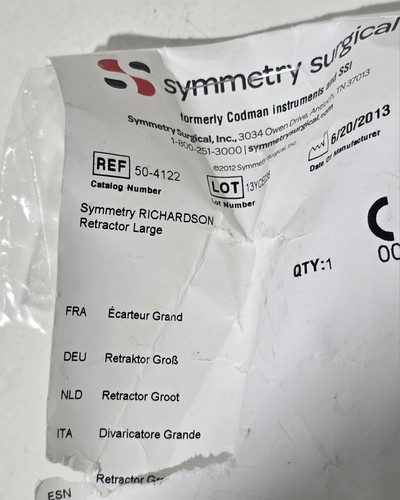 symmetry surgical
formerly Codman instruments and SSI
Symmetry Surgical, Inc., 3034 Owen Drive, Antioch, TN 37013
1-800-251-3000 | symmetrysurgical.com
©2012 Symmetry Surgical, Inc.
6/20/2013
Date of Manufacturer
REF 50-4122
Catalog Number
LOT
Lot Number
Symmetry RICHARDSON
Retractor Large
QTY:1
FRA Écarteur Grand
DEU Retraktor Groß
NLD Retractor Groot
ITA Divaricatore Grande
ESN Retractor